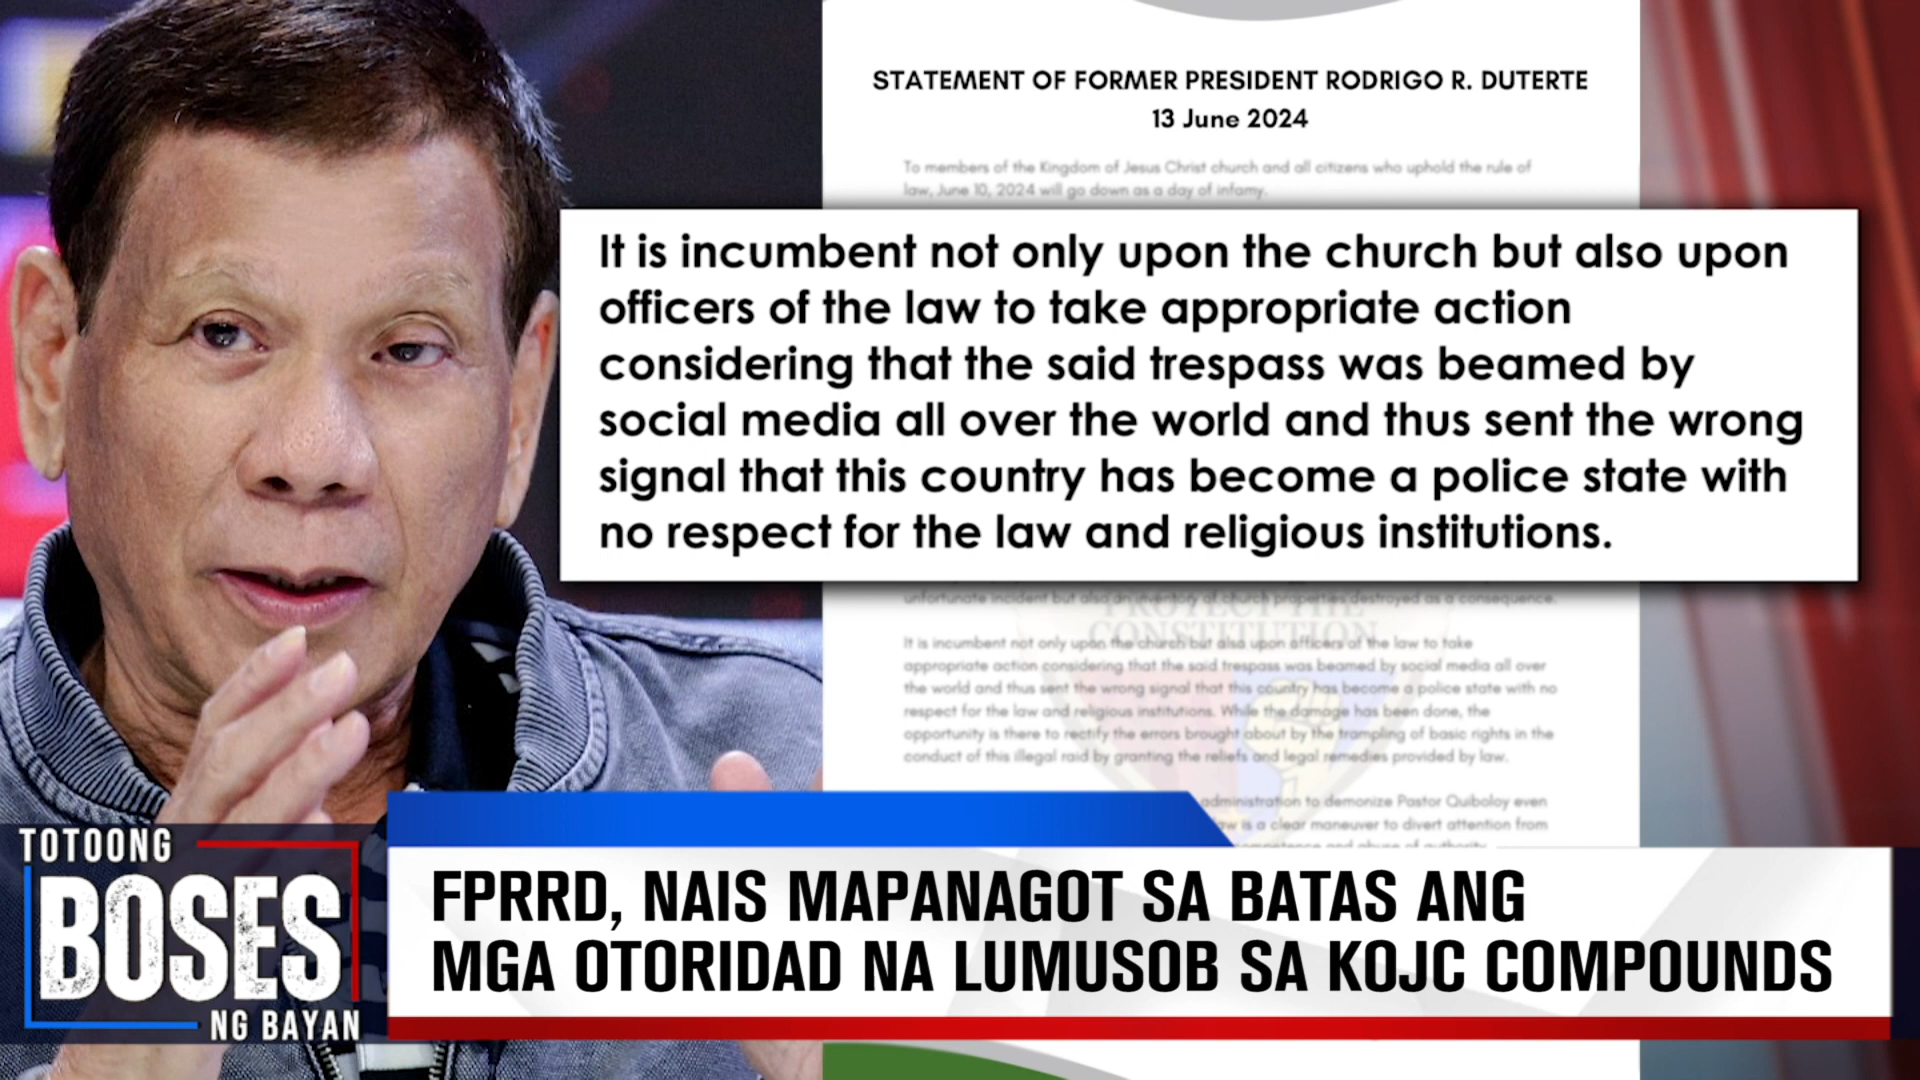 STATEMENT OF FORMER PRESIDENT RODRIGO R. DUTERTE
13 June 2024
To members of the Kingdom of Jesus Christ church and all citizens who uphold the rule of
law, June 10, 2024 will go down as a day of infamy.
It is incumbent not only upon the church but also upon
officers of the law to take appropriate action
considering that the said trespass was beamed by
social media all over the world and thus sent the wrong
signal that this country has become a police state with
no respect for the law and religious institutions.
unfortunate incident but also an inventory of church properties destroyed as a consequence.
PROTECT THE
CONSTITUTION
It is incumbent not only upon the church but also upon officers of the law to take
appropriate action considering that the said trespass was beamed by social media all over
the world and thus sent the wrong signal that this country has become a police state with no
respect for the law and religious institutions. While the damage has been done, the
opportunity is there to rectify the errors brought about by the trampling of basic rights in the
conduct of this illegal raid by granting the reliefs and legal remedies provided by law.
administration to demonize Pastor Quiboloy even
is a clear maneuver to divert attention from
and abuse of authority.
TOTOONG
BOSES
NG BAYAN
FPRRD, NAIS MAPANAGOT SA BATAS ANG
MGA OTORIDAD NA LUMUSOB SA KOJC COMPOUNDS